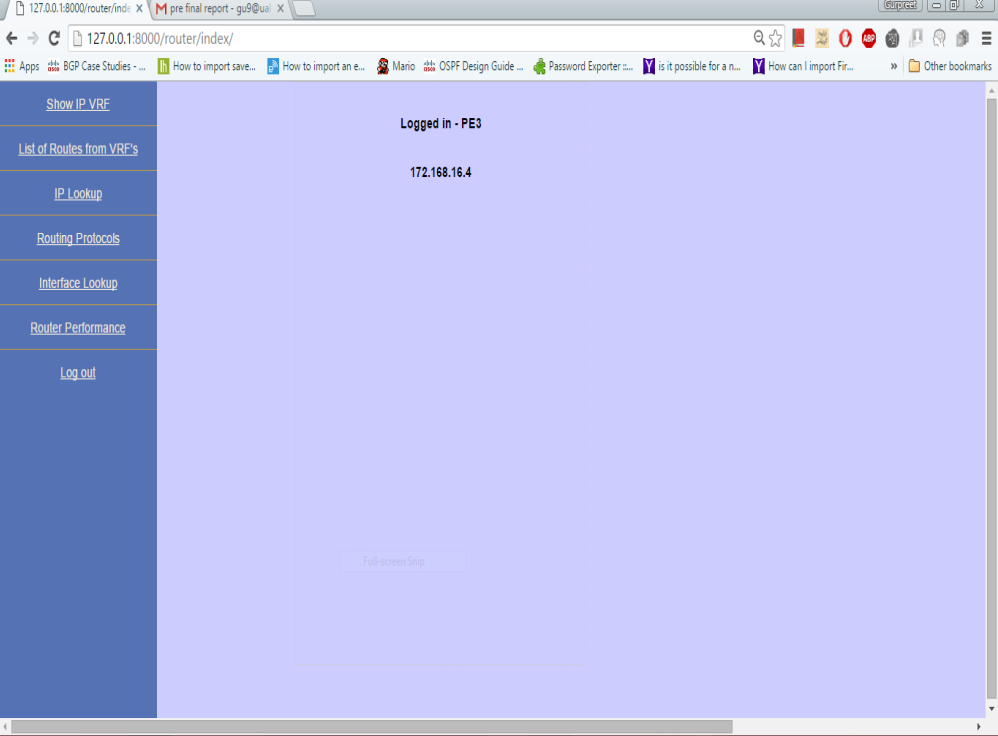 127.0.0.1:8000/router/inde
pre final report - gu9@ual
Gurpreet
127.0.0.1:8000/router/index/
Apps
BGP Case Studies - ...
How to import save...
How to import an e...
Mario
OSPF Design Guide ...
Password Exporter ::...
is it possible for a n...
How can I import Fir...
»
Other bookmarks
Show IP VRF
List of Routes from VRF's
IP Lookup
Routing Protocols
Interface Lookup
Router Performance
Log out
Logged in - PE3
172.168.16.4
Full-screen Snip